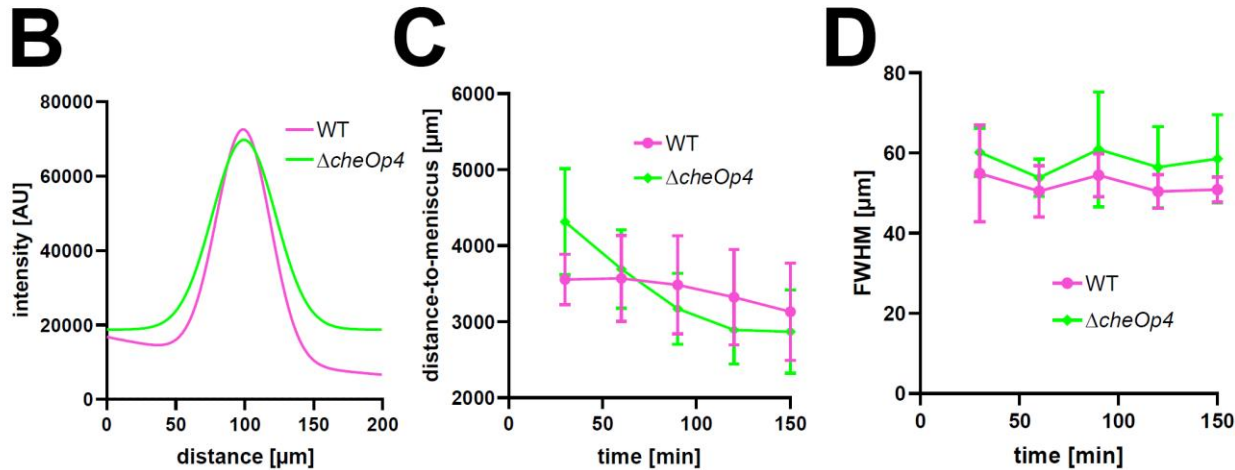 B
80000
60000
40000
20000
0
intensity [AU]
0 50 100 150 200
distance [µm]
WT
ΔcheOp4
C
6000
5000
4000
3000
2000
distance-to-meniscus [µm]
0 50 100 150
time [min]
WT
ΔcheOp4
D
80
60
40
20
0
FWHM [µm]
0 50 100 150
time [min]
WT
ΔcheOp4